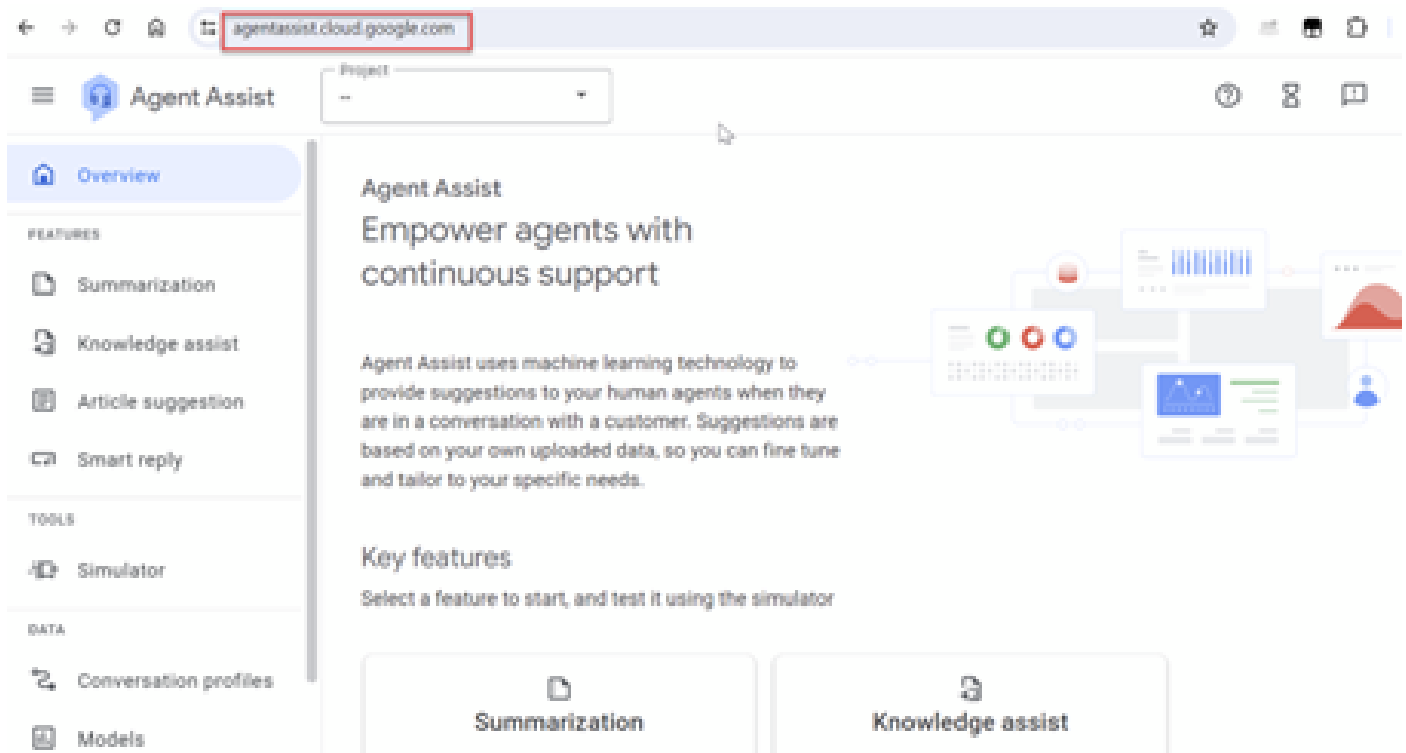 agentassist.cloud.google.com
Agent Assist
Project
--
Overview
FEATURES
Summarization
Knowledge assist
Article suggestion
Smart reply
TOOLS
Simulator
DATA
Conversation profiles
Models
Agent Assist
Empower agents with
continuous support
Agent Assist uses machine learning technology to
provide suggestions to your human agents when they
are in a conversation with a customer. Suggestions are
based on your own uploaded data, so you can fine tune
and tailor to your specific needs.
Key features
Select a feature to start, and test it using the simulator
Summarization
Knowledge assist